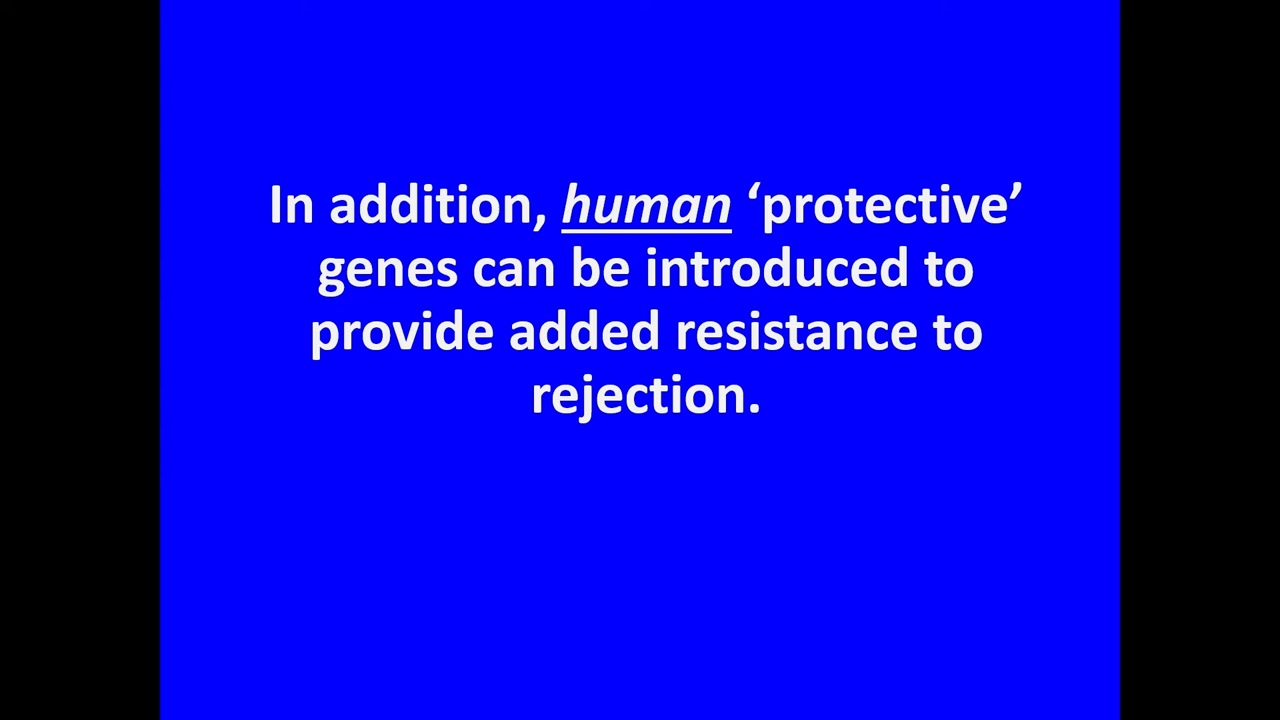 In addition, human ‘protective’
genes can be introduced to
provide added resistance to
rejection.